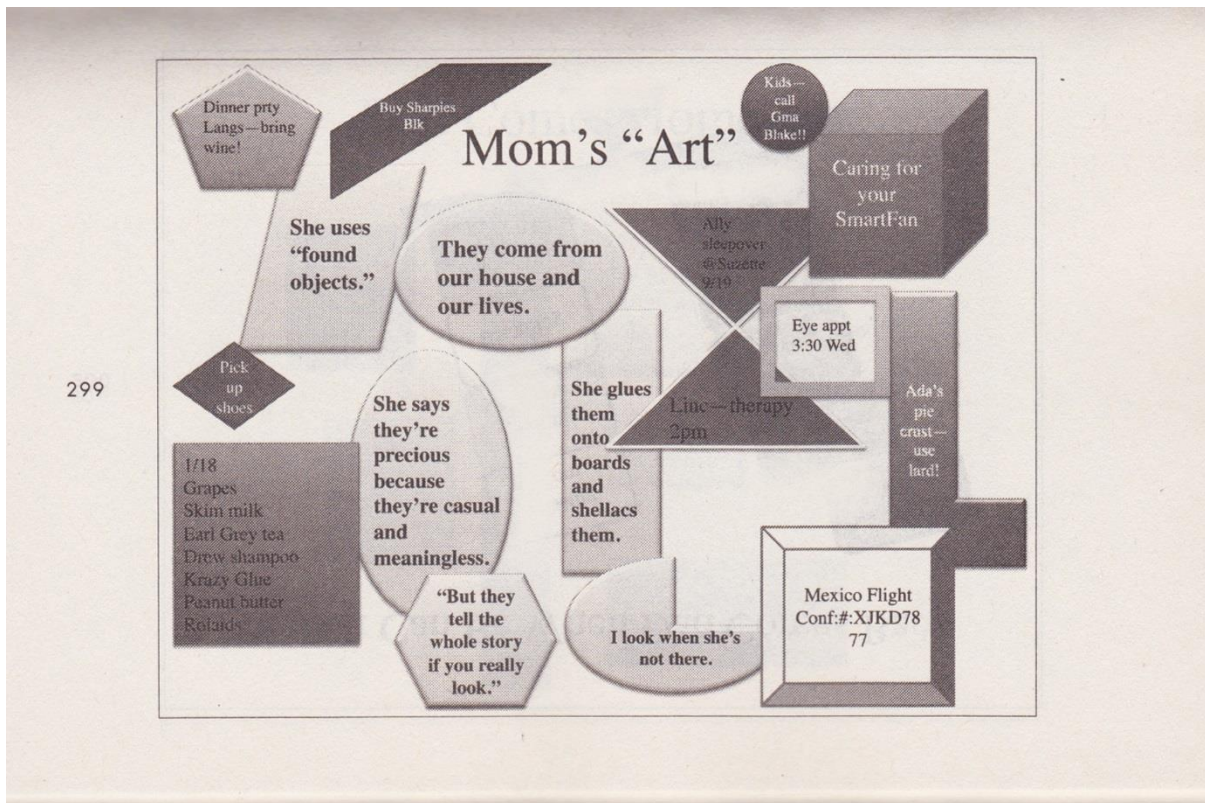 Dinner prty
Langs—bring
wine!
Buy Sharpies
Blk
Mom’s “Art”
Kids—
call
Gma
Blake!!
Caring for
your
SmartFan
She uses
“found
objects.”
They come from
our house and
our lives.
Ally
sleepover
@Suzette
9/19
Eye appt
3:30 Wed
Pick
up
shoes
She says
they’re
precious
because
they’re casual
and
meaningless.
She glues
them
onto
boards
and
shellacs
them.
Linc—therapy
2pm
Ada’s
pie
crust—
use
lard!
299
1/18
Grapes
Skim milk
Earl Grey tea
Drew shampoo
Krazy Glue
Peanut butter
Rolaids
“But they
tell the
whole story
if you really
look.”
I look when she’s
not there.
Mexico Flight
Conf:#:XJKD78
77